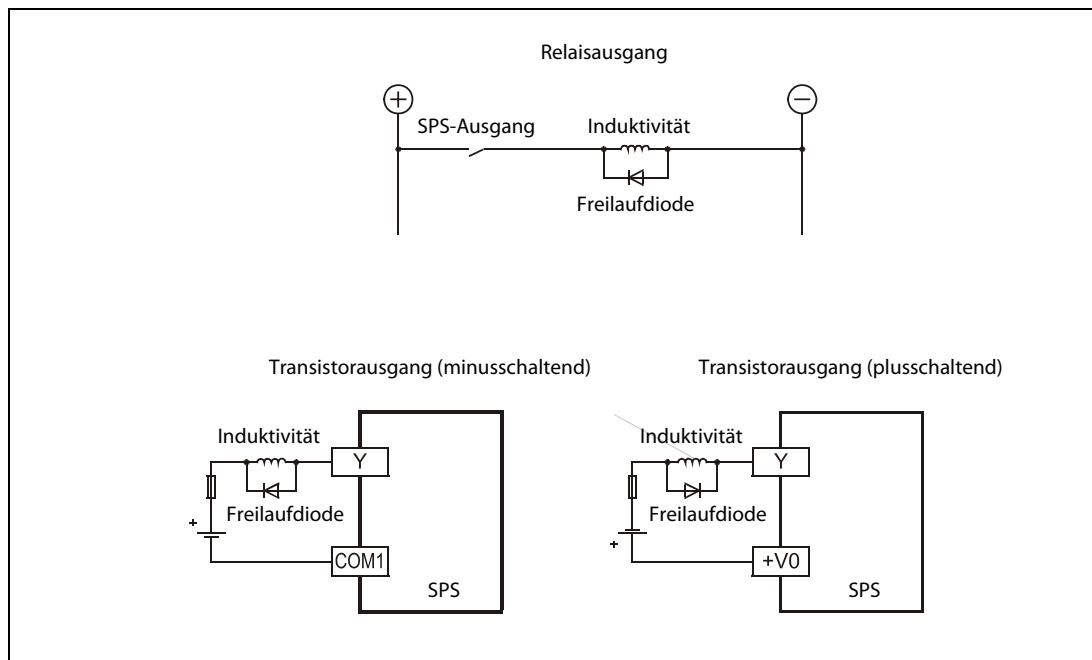 Relaisausgang
+ −
SPS-Ausgang Induktivität
Freilaufdiode
Transistorausgang (minusschaltend) Transistorausgang (plusschaltend)
Induktivität Y Induktivität Y
Freilaufdiode Freilaufdiode
+ +
COM1 +V0
SPS SPS